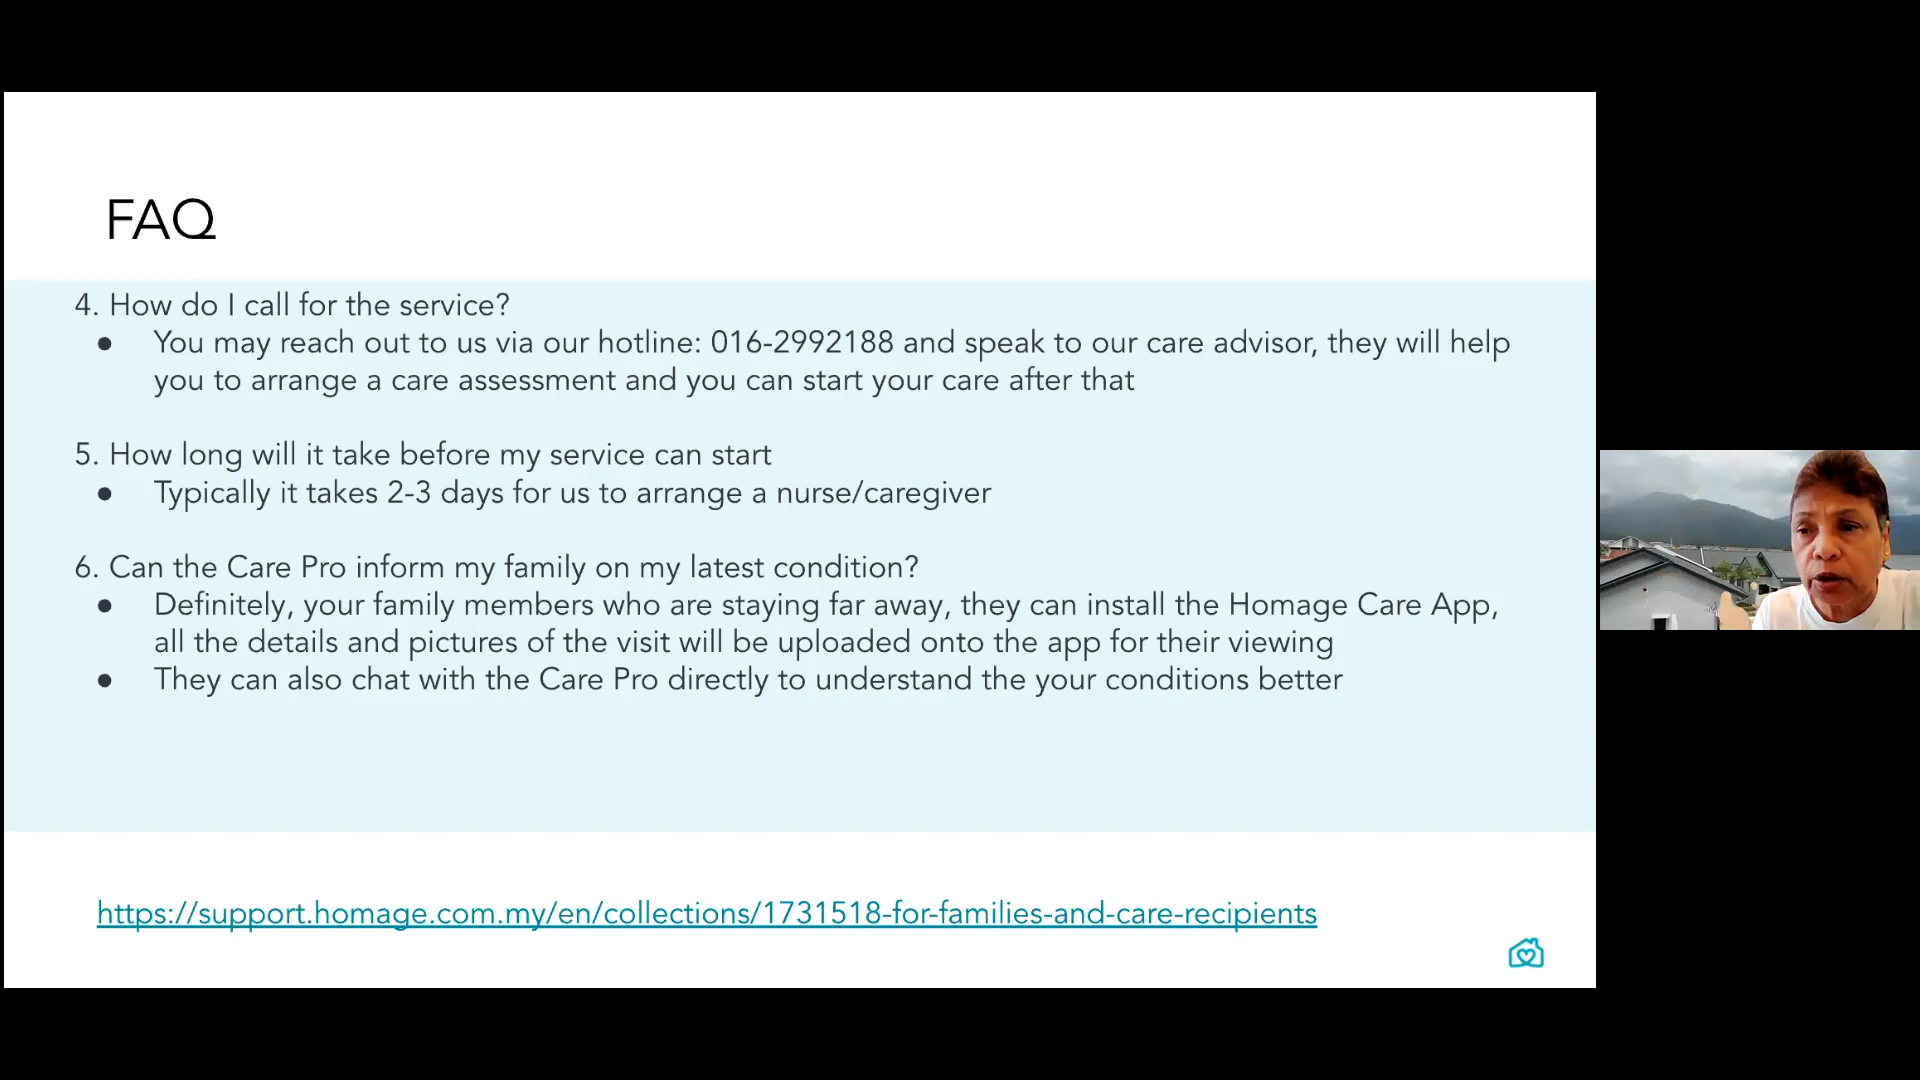 FAQ
4. How do I call for the service?
● You may reach out to us via our hotline: 016-2992188 and speak to our care advisor, they will help
you to arrange a care assessment and you can start your care after that
5. How long will it take before my service can start
● Typically it takes 2-3 days for us to arrange a nurse/caregiver
6. Can the Care Pro inform my family on my latest condition?
● Definitely, your family members who are staying far away, they can install the Homage Care App,
all the details and pictures of the visit will be uploaded onto the app for their viewing
● They can also chat with the Care Pro directly to understand the your conditions better
https://support.homage.com.my/en/collections/1731518-for-families-and-care-recipients